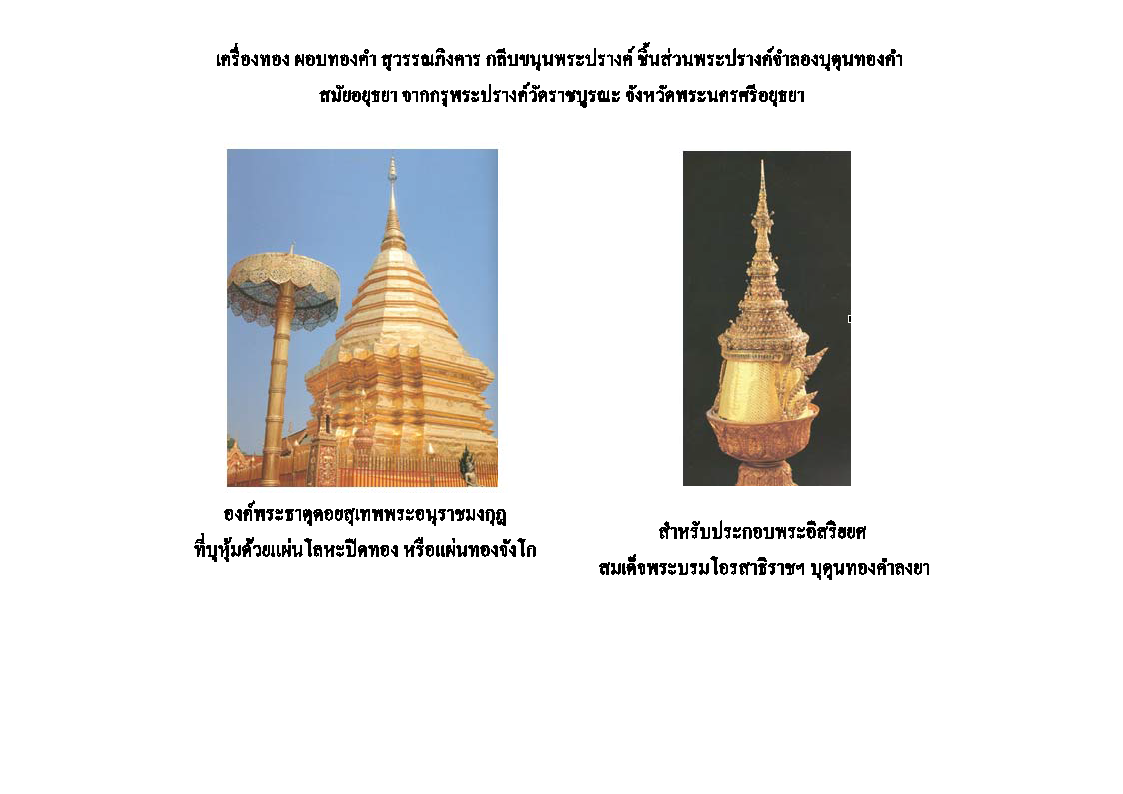 เครื่องทอง ผอบทองคำ สุวรรณภิงคาร กลีบขนุนพระปรางค์ ชิ้นส่วนพระปรางค์จำลองบุดุนทองคำ
สมัยอยุธยา จากกรุพระปรางค์วัดราชบูรณะ จังหวัดพระนครศรีอยุธยา
องค์พระธาตุดอยสุเทพพระอนุราชมงกุฎ
ที่บุหุ้มด้วยแผ่นโลหะปิดทอง หรือแผ่นทองจังโก
สำหรับประกอบพระอิสริยยศ
สมเด็จพระบรมโอรสาธิราชฯ บุดุนทองคำลงยา